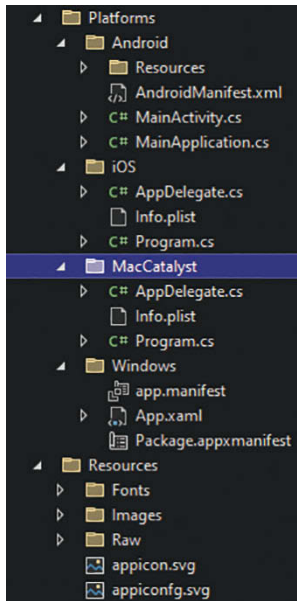 Platforms
Android
Resources
AndroidManifest.xml
C# MainActivity.cs
C# MainApplication.cs
iOS
C# AppDelegate.cs
Info.plist
C# Program.cs
MacCatalyst
C# AppDelegate.cs
Info.plist
C# Program.cs
Windows
app.manifest
App.xaml
Package.appxmanifest
Resources
Fonts
Images
Raw
appicon.svg
appiconfg.svg